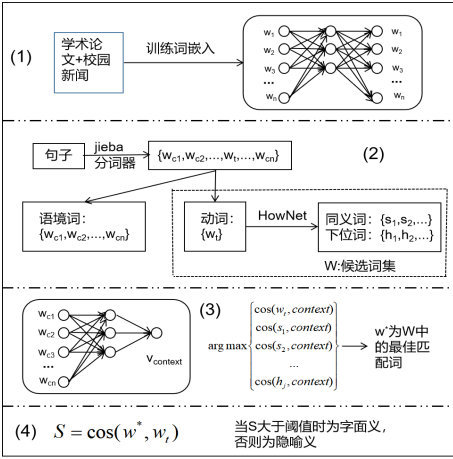 (1)
学术论
文+校园
新闻
训练词嵌入
w1 w1
w2 w2
w3 w3
... ...
wn wn
句子
jieba
分词器
{wc1,wc2,...,wt,...,wcn}
(2)
语境词:
{wc1,wc2,...,wcn}
动词:
{wt}
HowNet
同义词: {s1,s2,...}
下位词: {h1,h2,...}
W:候选词集
wc1
wc2
wc3
...
wcn
vcontext
(3)
arg max
cos(wt,context)
cos(s1,context)
cos(s2,context)
...
cos(hj,context)
w*为W中
的最佳匹
配词
(4) S = cos(w*, wt)
当S大于阈值时为字面义,
否则为隐喻义